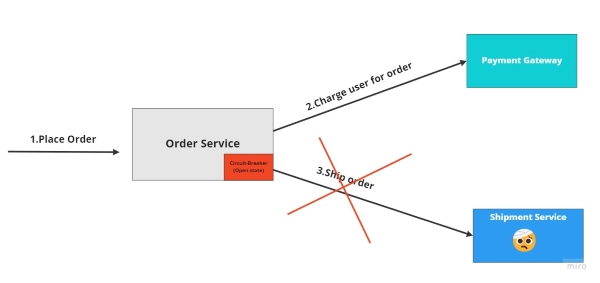 1.Place Order
Order Service
Circuit-Breaker
(Open state)
2.Charge user for order
Payment Gateway
3.Ship order
Shipment Service
miro